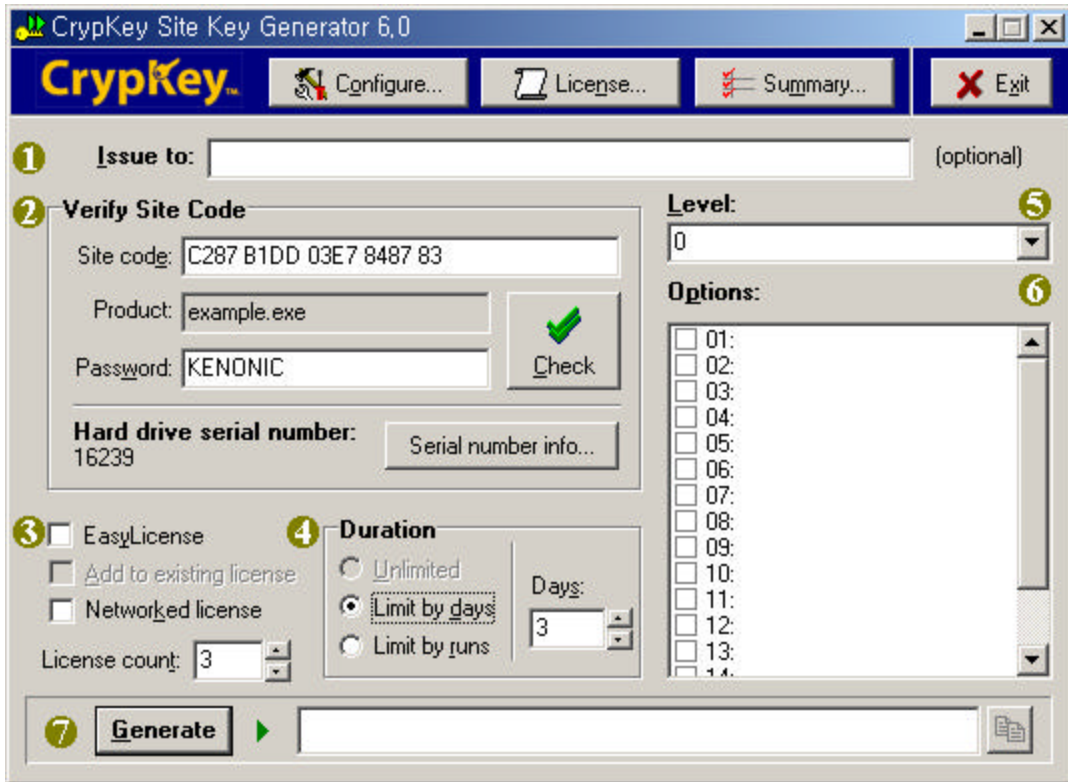 CrypKey Site Key Generator 6,0
CrypKey™
Configure...
License...
Summary...
Exit
1
Issue to:
(optional)
2
Verify Site Code
Site code:
C287 B1DD 03E7 8487 83
Product:
example.exe
Password:
KENONIC
Check
Hard drive serial number:
16239
Serial number info...
3
EasyLicense
Add to existing license
Networked license
License count:
3
4
Duration
Unlimited
Limit by days
Limit by runs
Days:
3
Level:
5
0
Options:
6
01:
02:
03:
04:
05:
06:
07:
08:
09:
10:
11:
12:
13:
14:
7
Generate